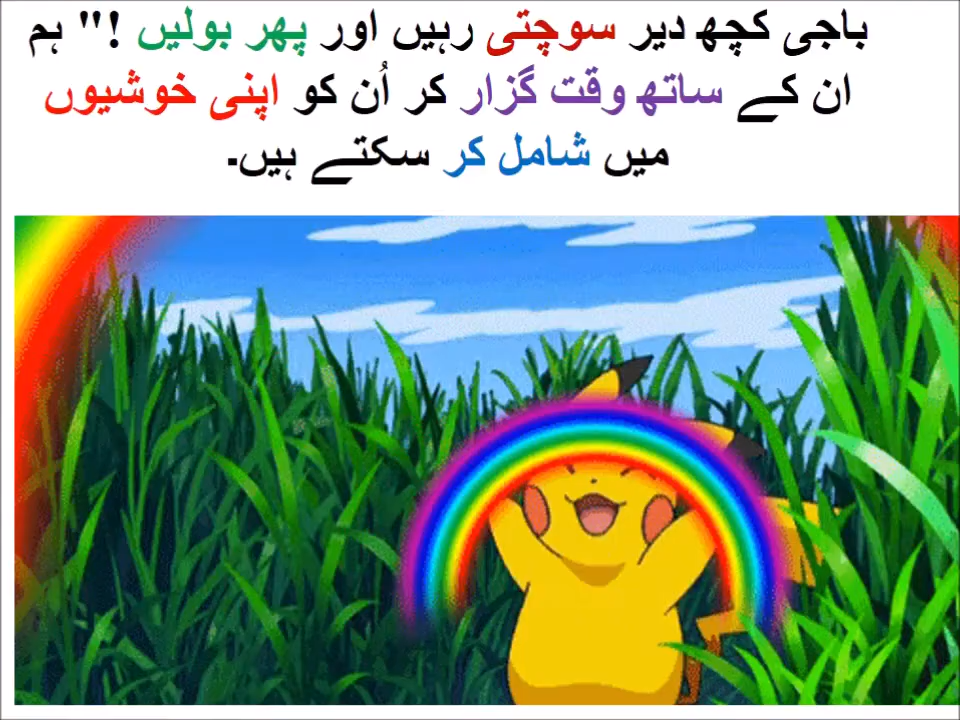 باجی کچھ دیر سوچتی رہیں اور پھر بولیں !" ہم
ان کے ساتھ وقت گزار کر اُن کو اپنی خوشیوں
میں شامل کر سکتے ہیں۔